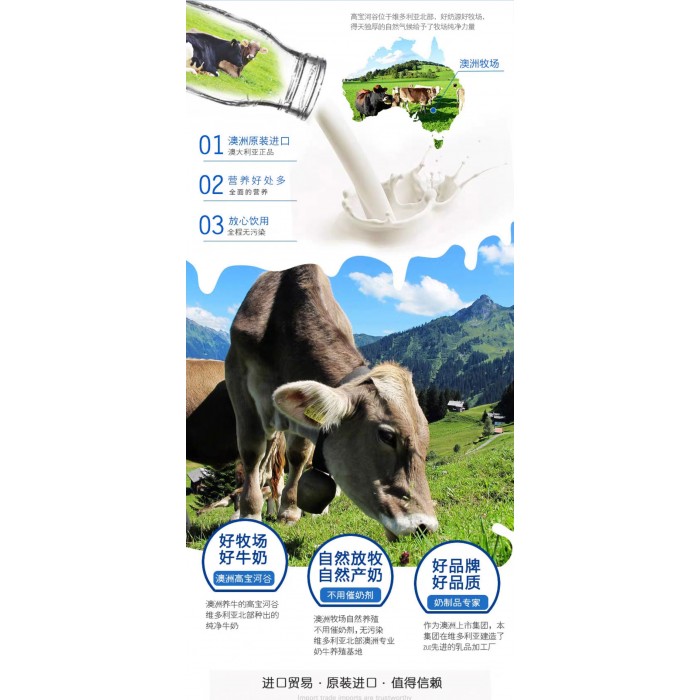 高宝河谷位于维多利亚北部，好奶源好牧场，
得天独厚的自然气候给予了牧场纯净力量
澳洲牧场
01 澳洲原装进口
澳大利亚正品
02 营养好处多
全面的营养
03 放心饮用
全程无污染
好牧场
好牛奶
澳洲高宝河谷
澳洲养牛的高宝河谷
维多利亚北部种出的
纯净牛奶
自然放牧
自然产奶
不用催奶剂
澳洲牧场自然养殖
不用催奶剂，无污染
维多利亚北部澳洲专业
奶牛养殖基地
好品牌
好品质
奶制品专家
作为澳洲上市集团，本
集团在维多利亚建造了
先进的乳品加工厂
进口贸易·原装进口·值得信赖
Import trade imports are trustworthy